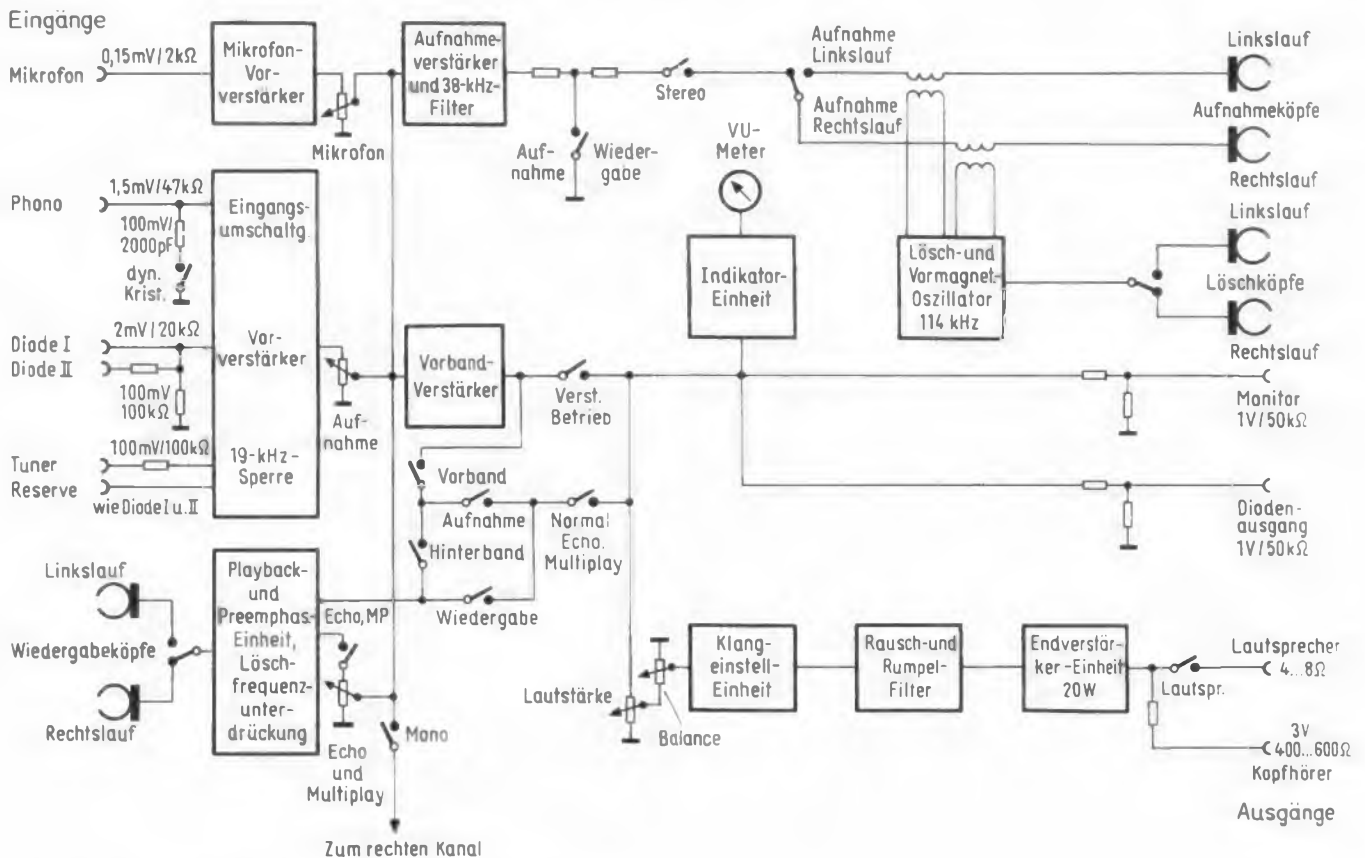 Eingänge
Mikrofon
0,15mV/2kΩ
Mikrofon-
Vor-
verstärker
Mikrofon
Aufnahme-
verstärker
und 38-kHz-
Filter
Auf-
nahme
Wieder-
gabe
Stereo
Aufnahme
Linkslauf
Aufnahme
Rechtslauf
Linkslauf
Aufnahmeköpfe
Rechtslauf
VU-
Meter
Indikator-
Einheit
Lösch-und
Vormagnet.-
Oszillator
114 kHz
Linkslauf
Löschköpfe
Rechtslauf
Phono
1,5mV/47kΩ
100mV/
2000pF
dyn.
Krist.
Eingangs-
umschaltg
Vor-
verstärker
19-kHz-
Sperre
Diode I
Diode II
2mV/20kΩ
100mV
100kΩ
Tuner
Reserve
100mV/100kΩ
wie Diode I u. II
Auf-
nahme
Vorband-
Verstärker
Verst.
Betrieb
Monitor
1V/50kΩ
Vorband
Aufnahme
Normal
Echo.
Multiplay
Dioden-
ausgang
1V/50kΩ
Hinterband
Wiedergabe
Linkslauf
Wiedergabeköpfe
Rechtslauf
Playback-
und
Preemphas.-
Einheit,
Lösch-
frequenz-
unter-
drückung
Echo, MP
Echo
und
Multiplay
Mono
Zum rechten Kanal
Lautstärke
Balance
Klang-
einstell-
Einheit
Rausch-und
Rumpel-
Filter
Endverstär-
ker-Einheit
20W
Lautspr.
Lautsprecher
4...8Ω
3V
400...600Ω
Kopfhörer
Ausgänge